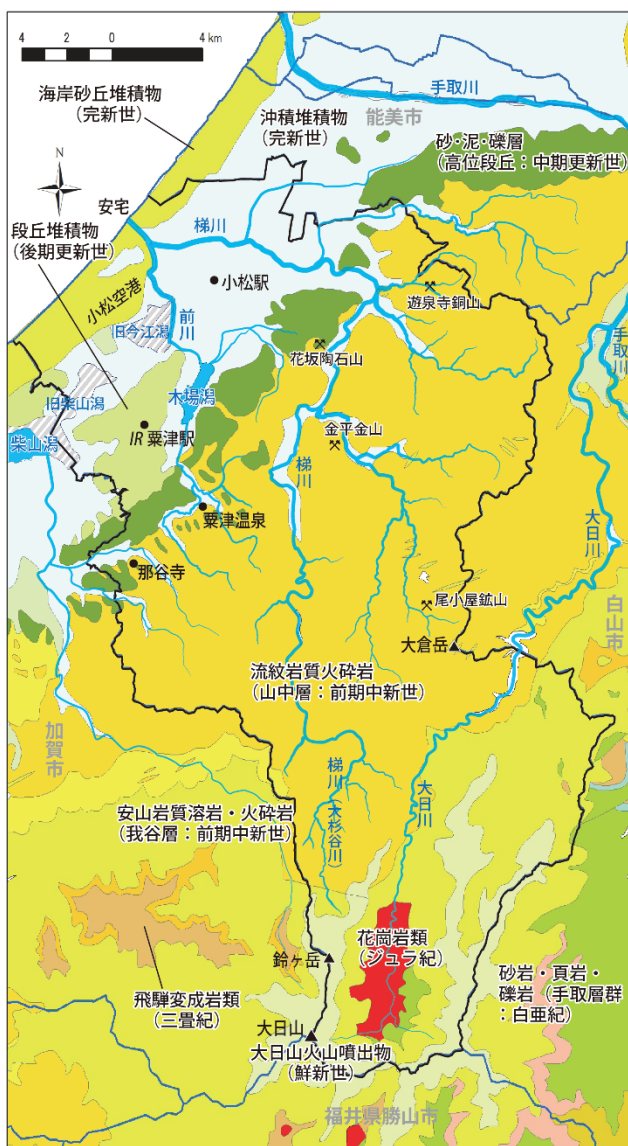 4 2 0 4 km
手取川
海岸砂丘堆積物
(完新世)
沖積堆積物
(完新世)
能美市
砂・泥・礫層
(高位段丘:中期更新世)
N
安宅
梯川
段丘堆積物
(後期更新世)
小松駅
小松空港
遊泉寺銅山
前川
旧今江潟
手取川
花坂陶石山
木場潟
旧柴山潟
IR 粟津駅
金平金山
柴山潟
梯川
粟津温泉
大日川
那谷寺
尾小屋鉱山
白山市
大倉岳
流紋岩質火砕岩
(山中層:前期中新世)
加賀市
梯川(大杉谷川)
大日川
安山岩質溶岩・火砕岩
(我谷層:前期中新世)
花崗岩類
(ジュラ紀)
鈴ヶ岳
砂岩・頁岩・
礫岩(手取層群
:白亜紀)
飛騨変成岩類
(三畳紀)
大日山
大日山火山噴出物
(鮮新世)
福井県勝山市